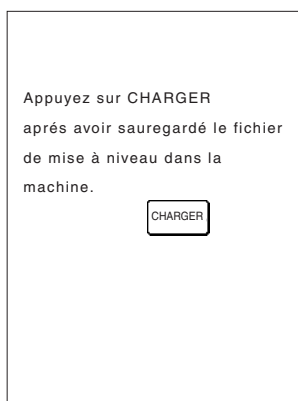 Appuyez sur CHARGER
aprés avoir sauregardé le fichier
de mise à niveau dans la
machine.
CHARGER